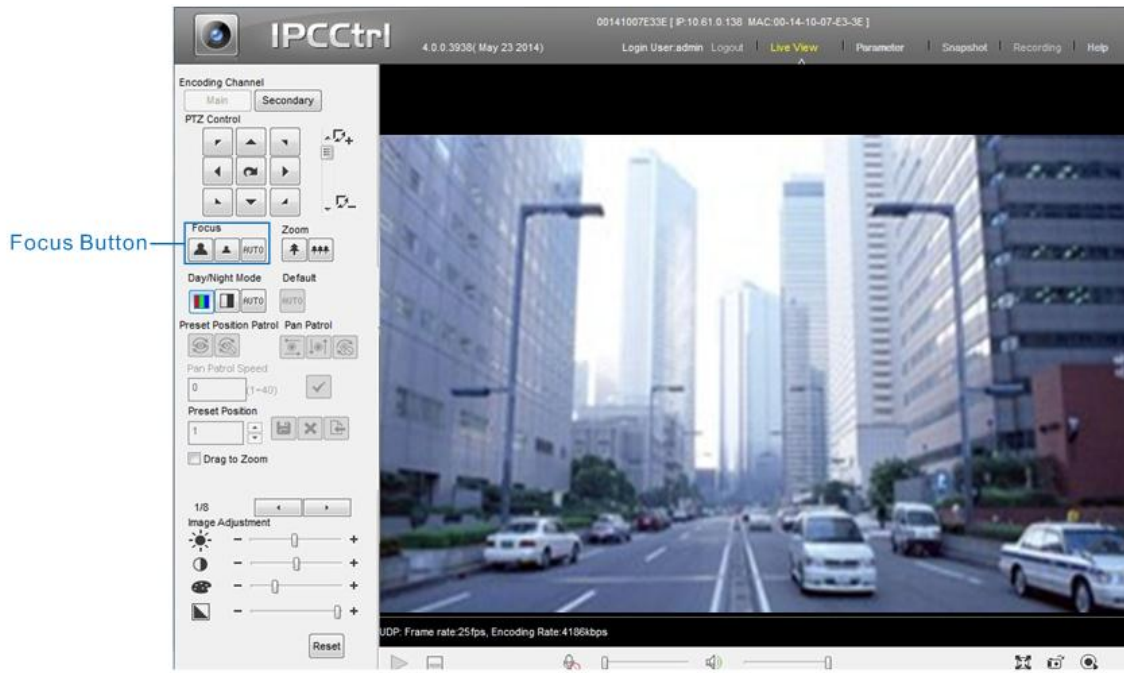 00141007E33E [ IP:10.61.0.138 MAC:00-14-10-07-E3-3E ]
IPCCtrl
4.0.0.3938( May 23 2014)
Login User:admin Logout Live View Parameter Snapshot Recording Help
Encoding Channel
Main Secondary
PTZ Control
Focus Zoom
Focus Button
AUTO
Day/Night Mode Default
AUTO AUTO
Preset Position Patrol Pan Patrol
Pan Patrol Speed
0 (1~40)
Preset Position
1
Drag to Zoom
1/8
Image Adjustment
UDP: Frame rate:25fps, Encoding Rate:4186kbps
Reset